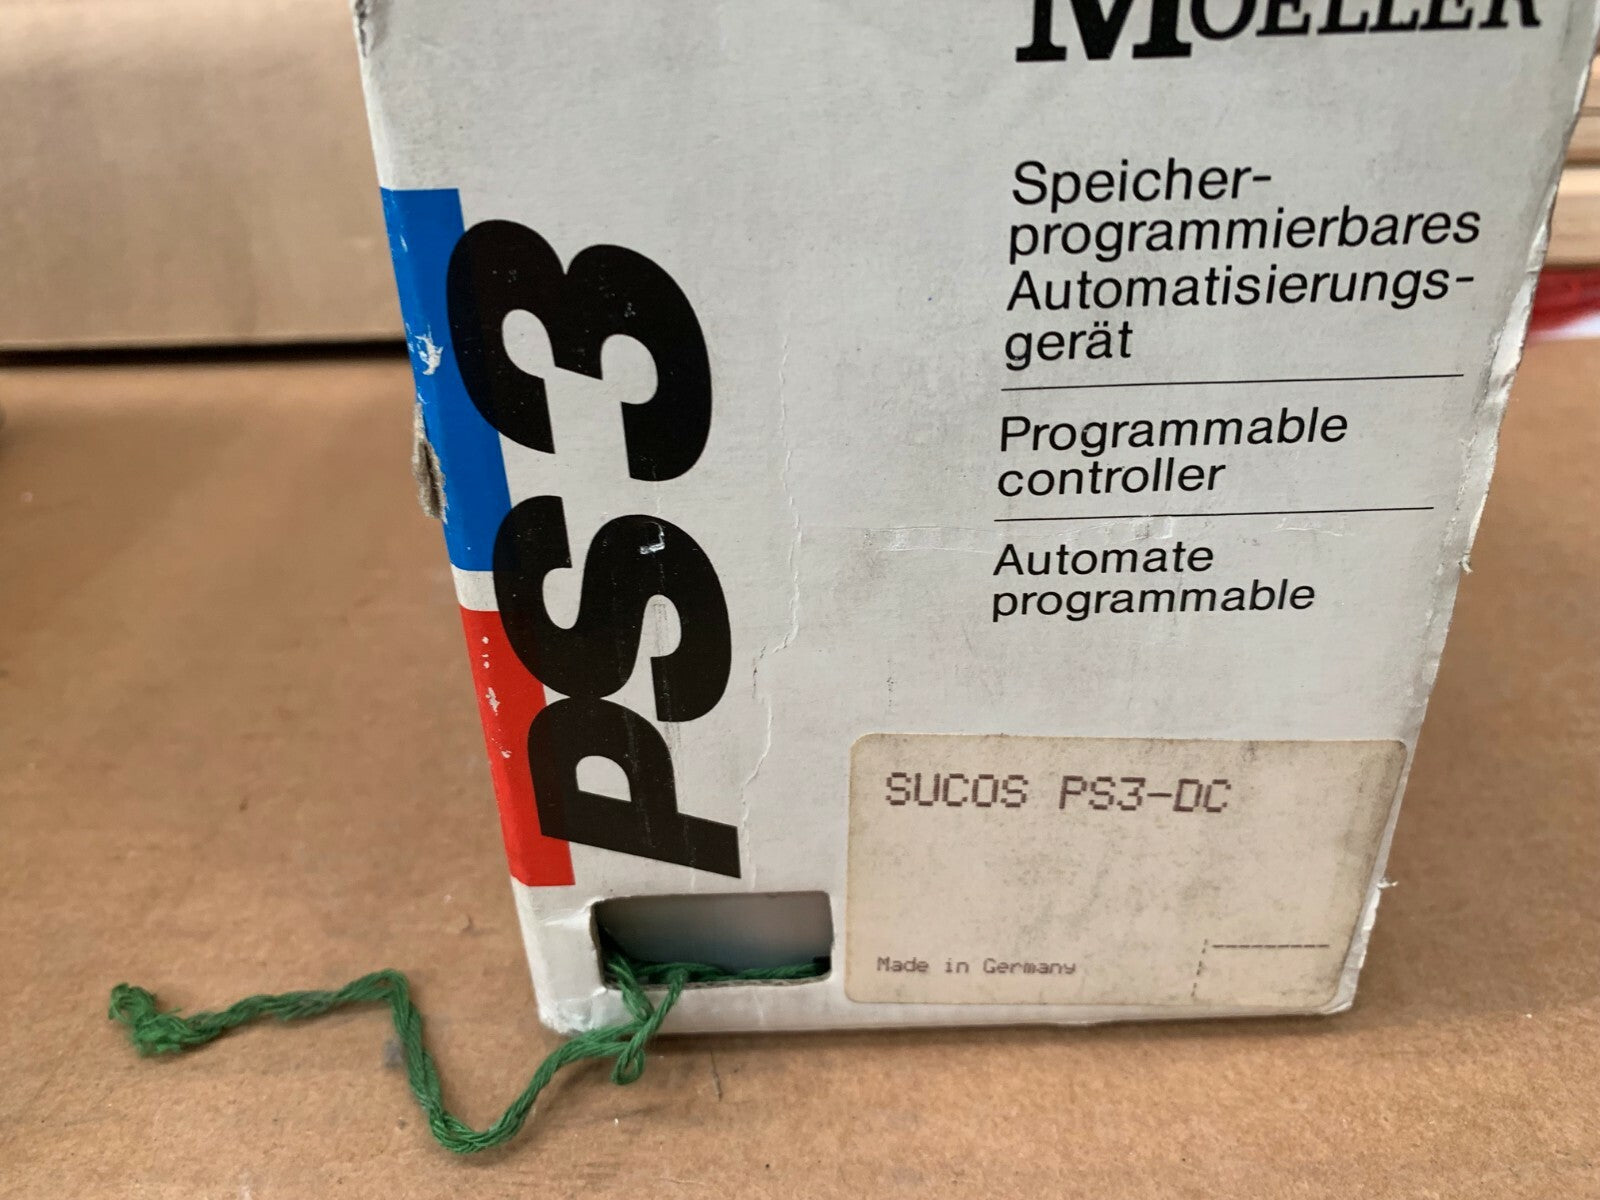 MOELLER
Speicher-
programmierbares
Automatisierungs-
gerät
Programmable
controller
Automate
programmable
PS3
SUCOS PS3-DC
Made in Germany